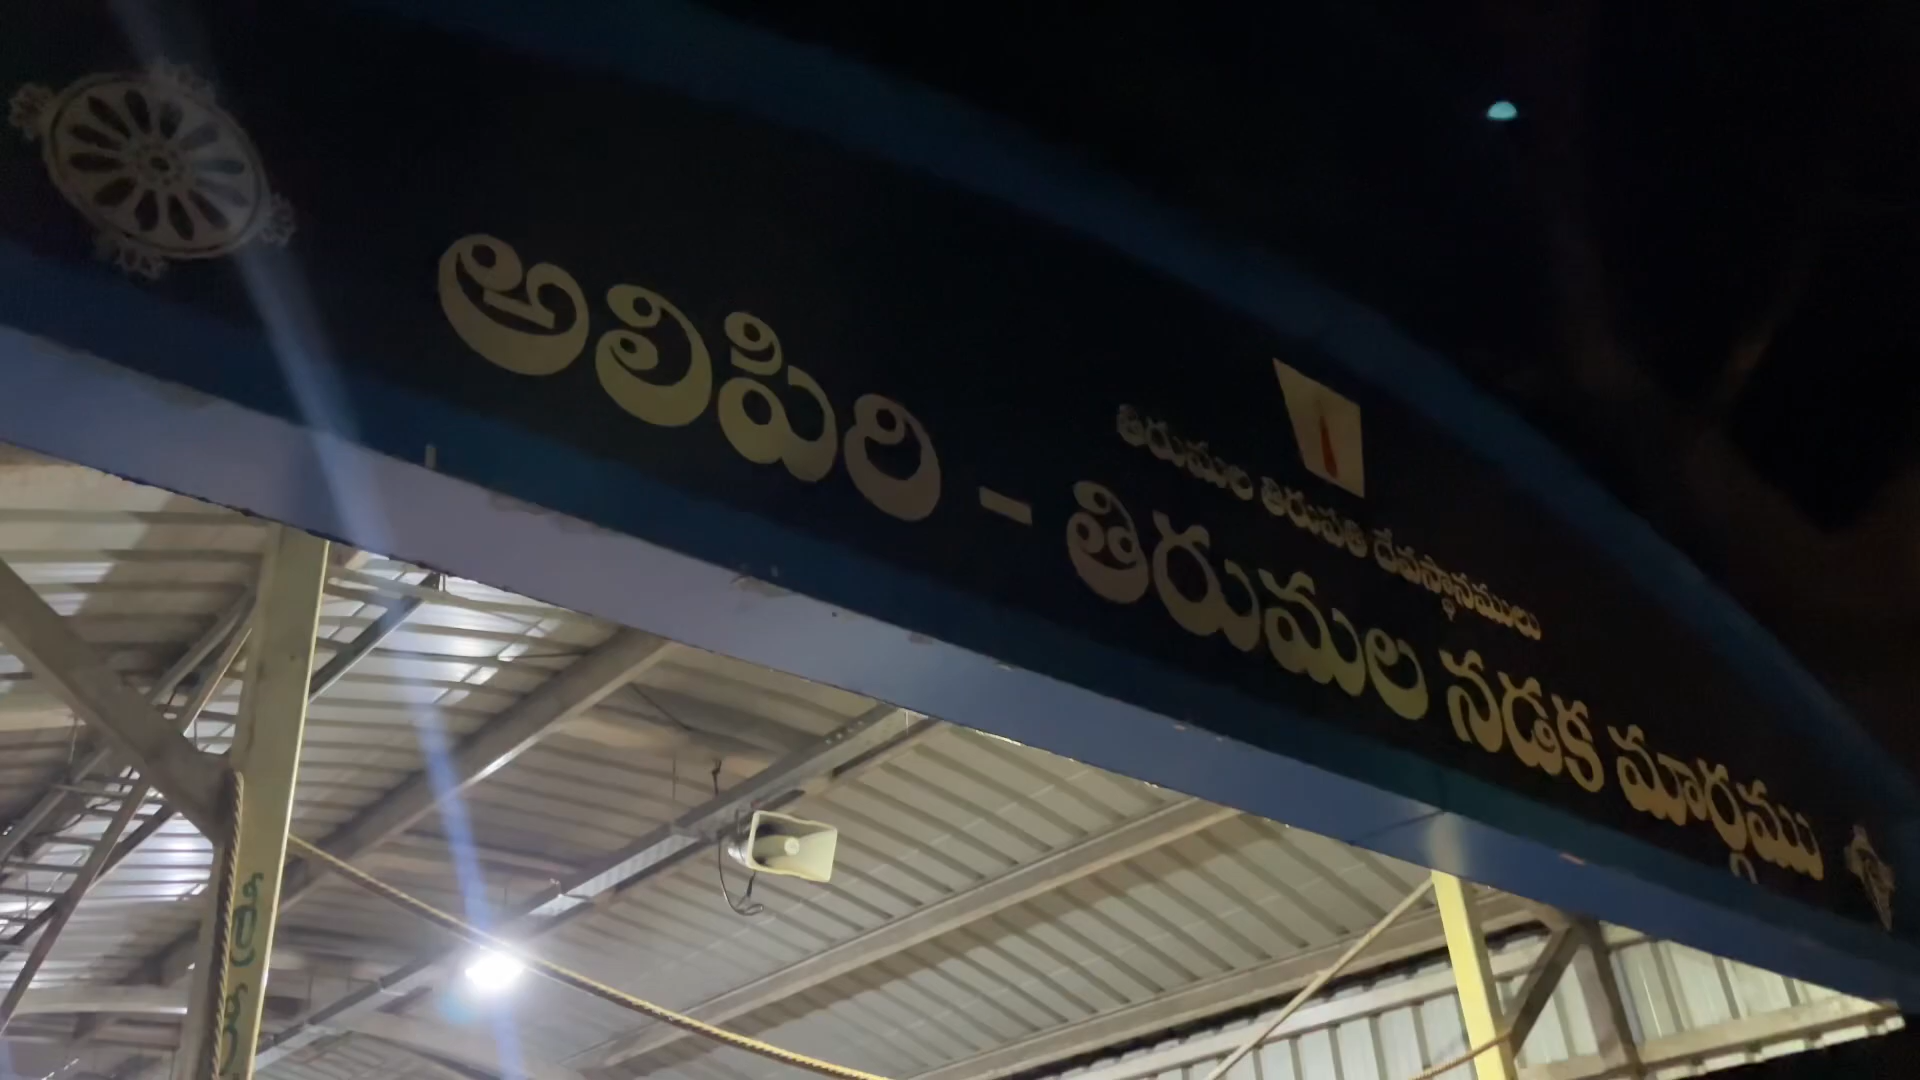 తిరుమల తిరుపతి దేవస్థానములు
అలిపిరి - తిరుమల నడక మార్గము